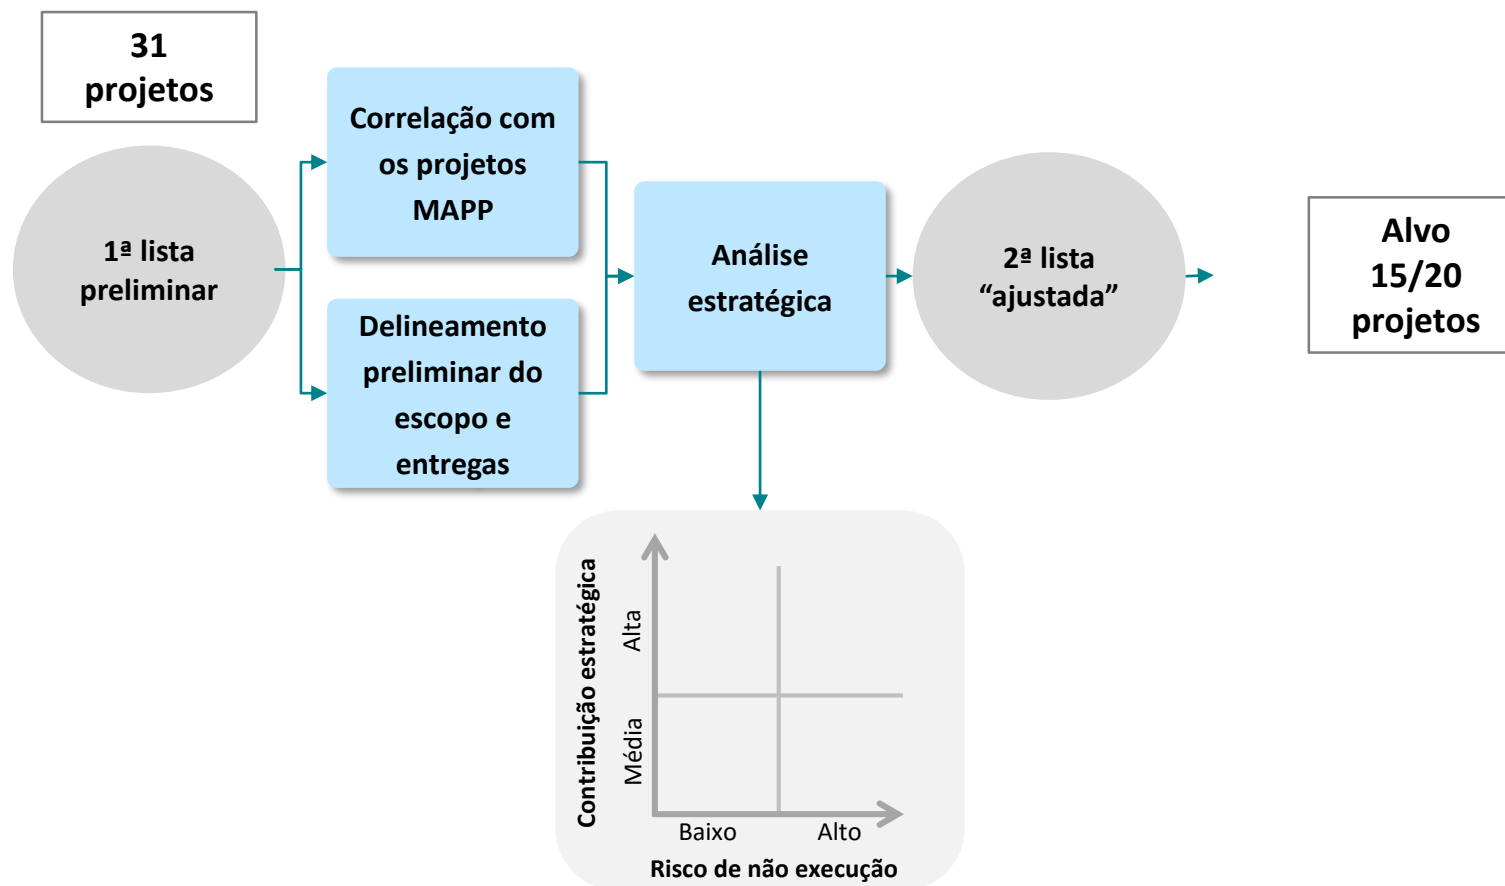 31
projetos
1ª lista
preliminar
Correlação com
os projetos
MAPP
Delineamento
preliminar do
escopo e
entregas
Análise
estratégica
2ª lista
“ajustada”
Alvo
15/20
projetos
Contribuição estratégica
Alta
Média
Baixo
Alto
Risco de não execução